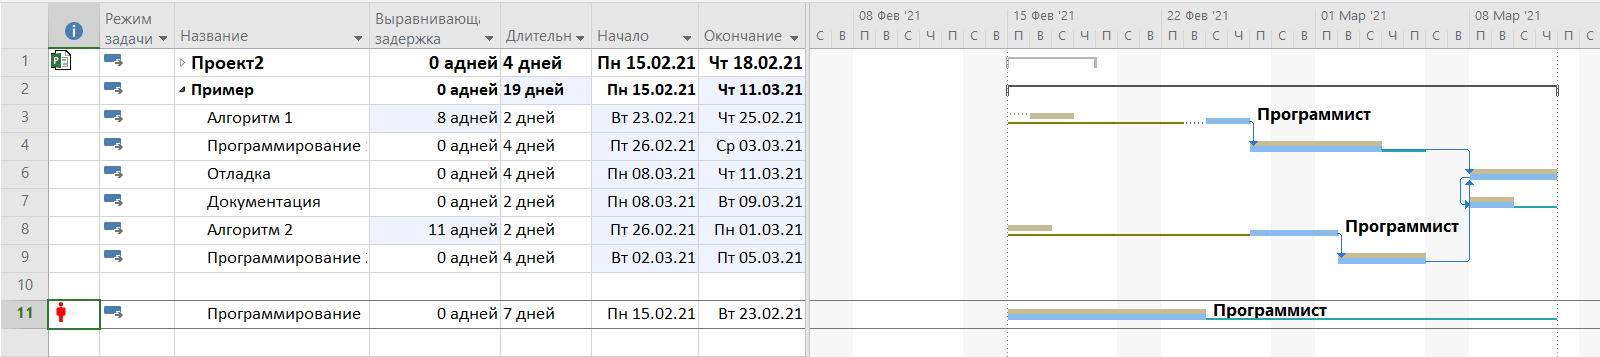 Режим задачи Название Выравнивающ задержка Длительн Начало Окончание
08 Фев '21 15 Фев '21 22 Фев '21 01 Мар '21 08 Мар '21
С В П В С Ч П С В П В С Ч П С В П В С Ч П С В П В С Ч П С В П В С Ч П С
1 Проект2 0 адней 4 дней Пн 15.02.21 Чт 18.02.21
2 Пример 0 адней 19 дней Пн 15.02.21 Чт 11.03.21
3 Алгоритм 1 8 адней 2 дней Вт 23.02.21 Чт 25.02.21 Программист
4 Программирование 0 адней 4 дней Пт 26.02.21 Ср 03.03.21
6 Отладка 0 адней 4 дней Пн 08.03.21 Чт 11.03.21
7 Документация 0 адней 2 дней Пн 08.03.21 Вт 09.03.21
8 Алгоритм 2 11 адней 2 дней Пт 26.02.21 Пн 01.03.21 Программист
9 Программирование 0 адней 4 дней Вт 02.03.21 Пт 05.03.21
10
11 Программирование 0 адней 7 дней Пн 15.02.21 Вт 23.02.21 Программист